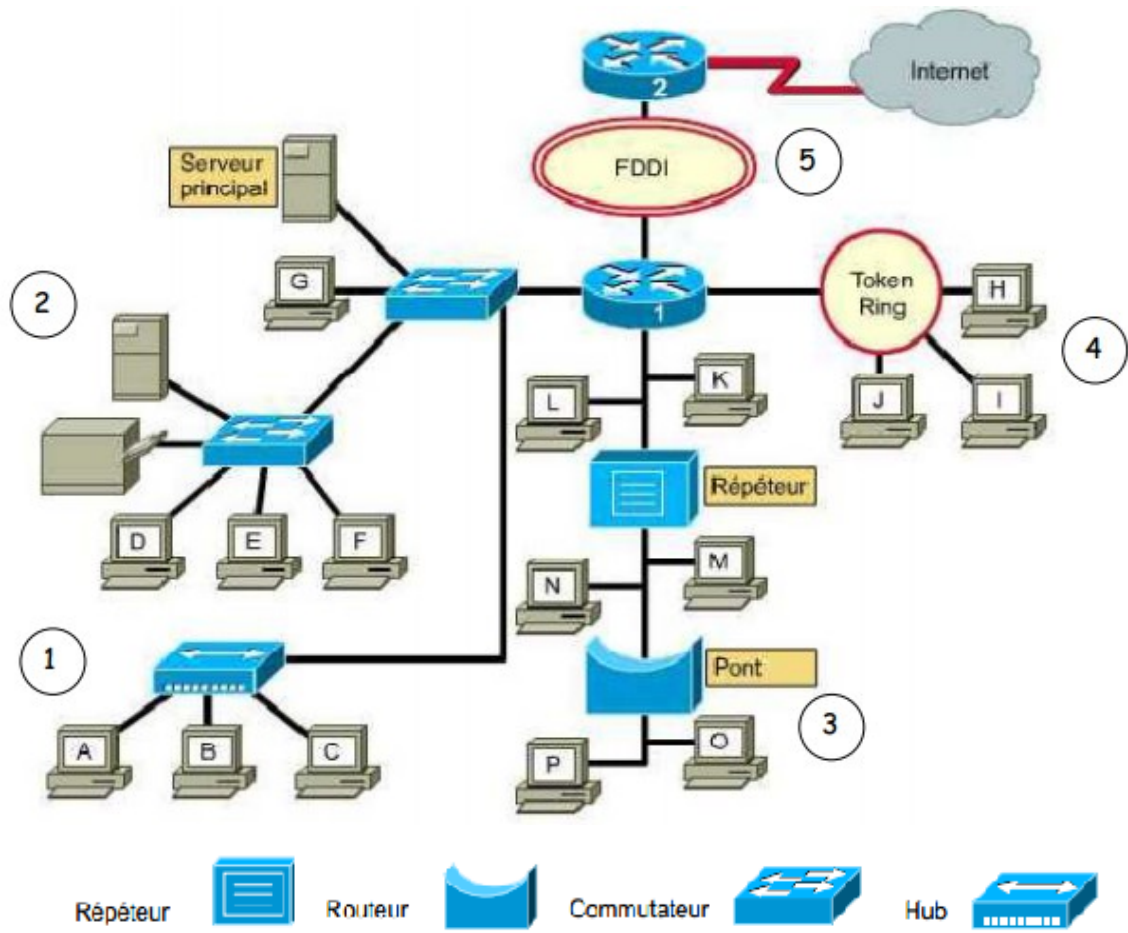 Internet
2
5
FDDI
Serveur
principal
G
2
1
Token
Ring
H
4
J
I
K
L
Répéteur
D
E
F
M
N
1
Pont
3
A
B
C
P
O
Répéteur
Routeur
Commutateur
Hub